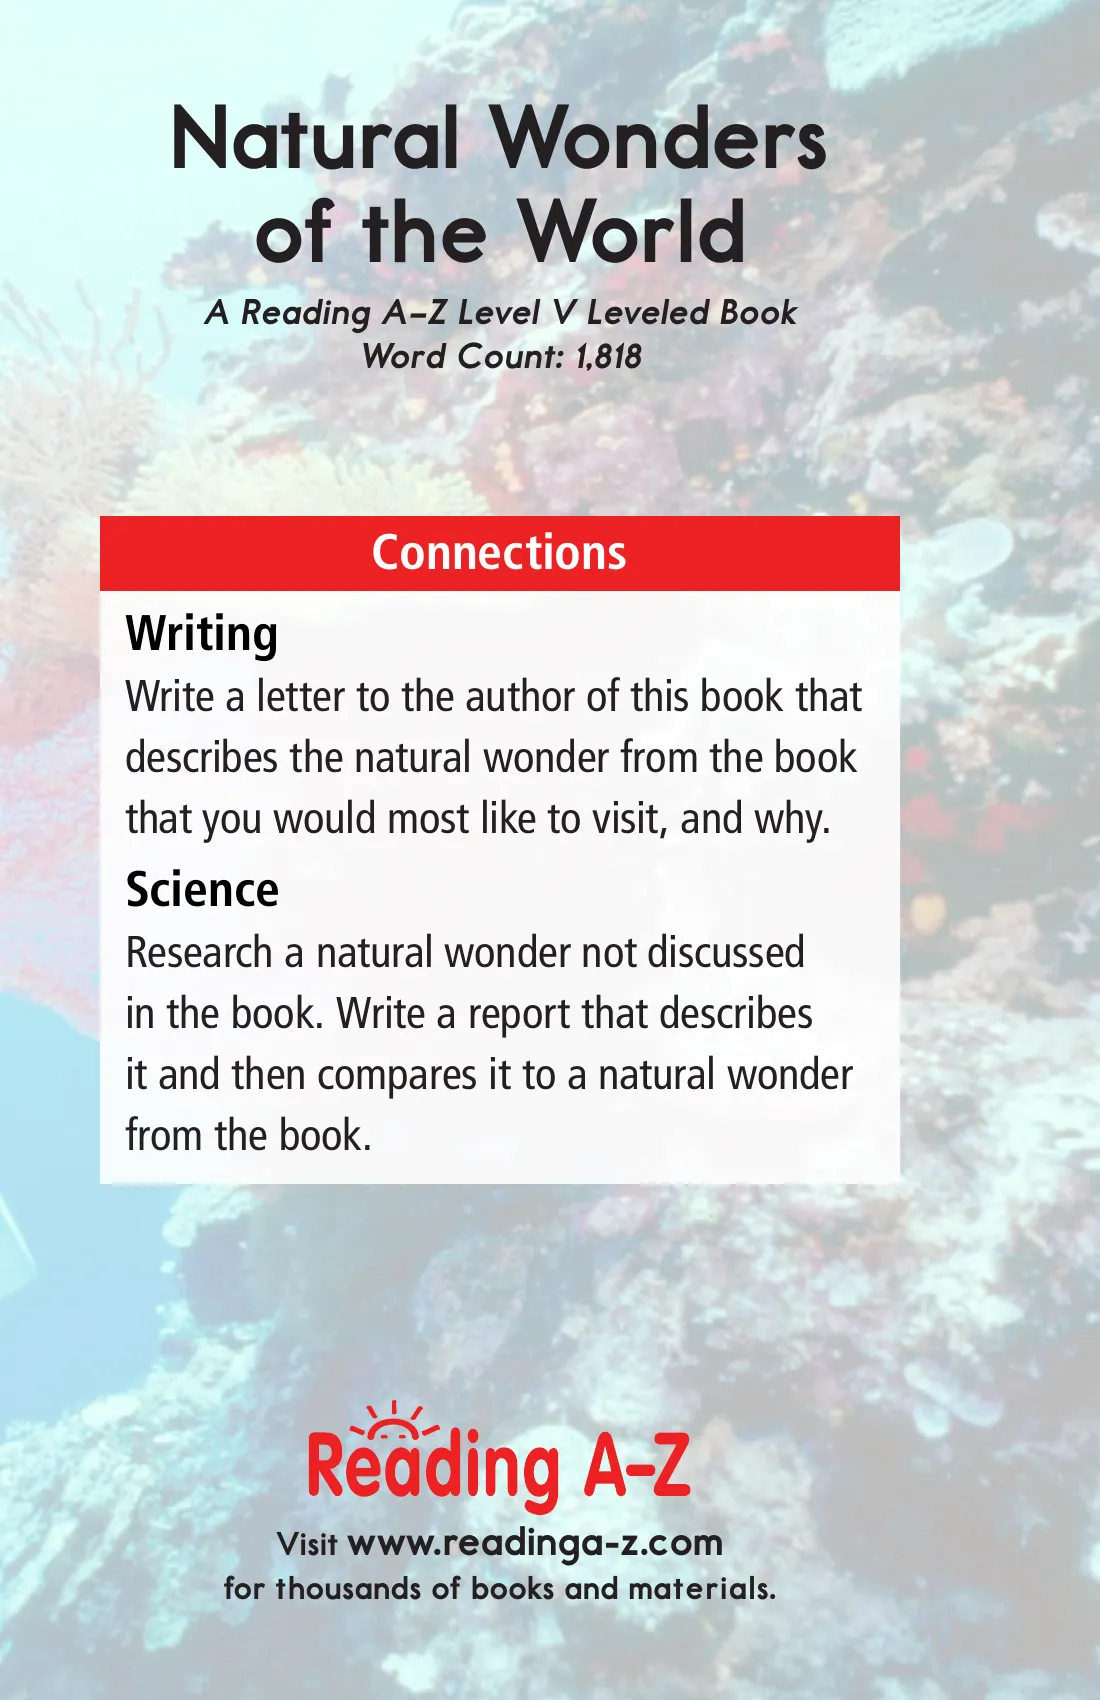 Natural Wonders
of the World
A Reading A–Z Level V Leveled Book
Word Count: 1,818
Connections
Writing
Write a letter to the author of this book that
describes the natural wonder from the book
that you would most like to visit, and why.
Science
Research a natural wonder not discussed
in the book. Write a report that describes
it and then compares it to a natural wonder
from the book.
Reading A–Z
Visit www.readinga-z.com
for thousands of books and materials.